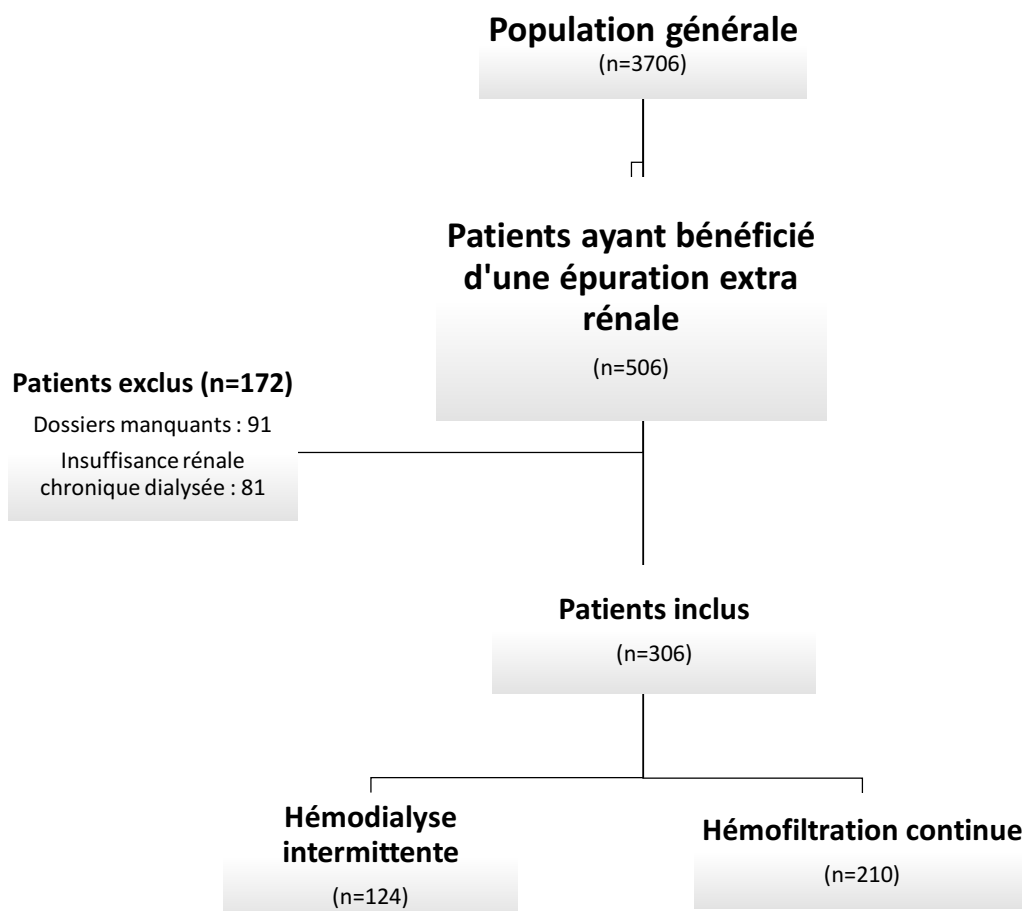 Population générale
(n=3706)
Patients ayant bénéficié
d'une épuration extra
rénale
(n=506)
Patients exclus (n=172)
Dossiers manquants : 91
Insuffisance rénale
chronique dialysée : 81
Patients inclus
(n=306)
Hémodialyse
intermittente
(n=124)
Hémofiltration continue
(n=210)